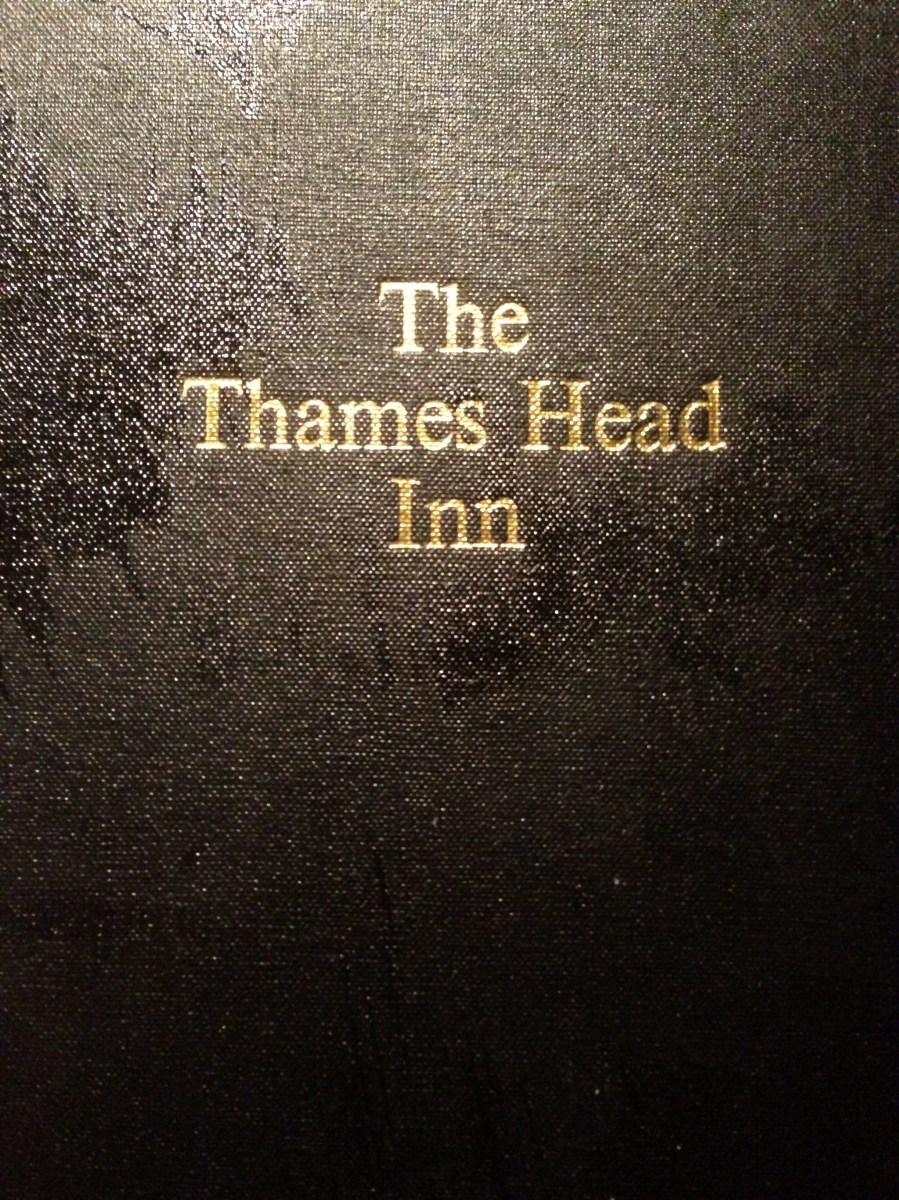 The
Thames Head
Inn